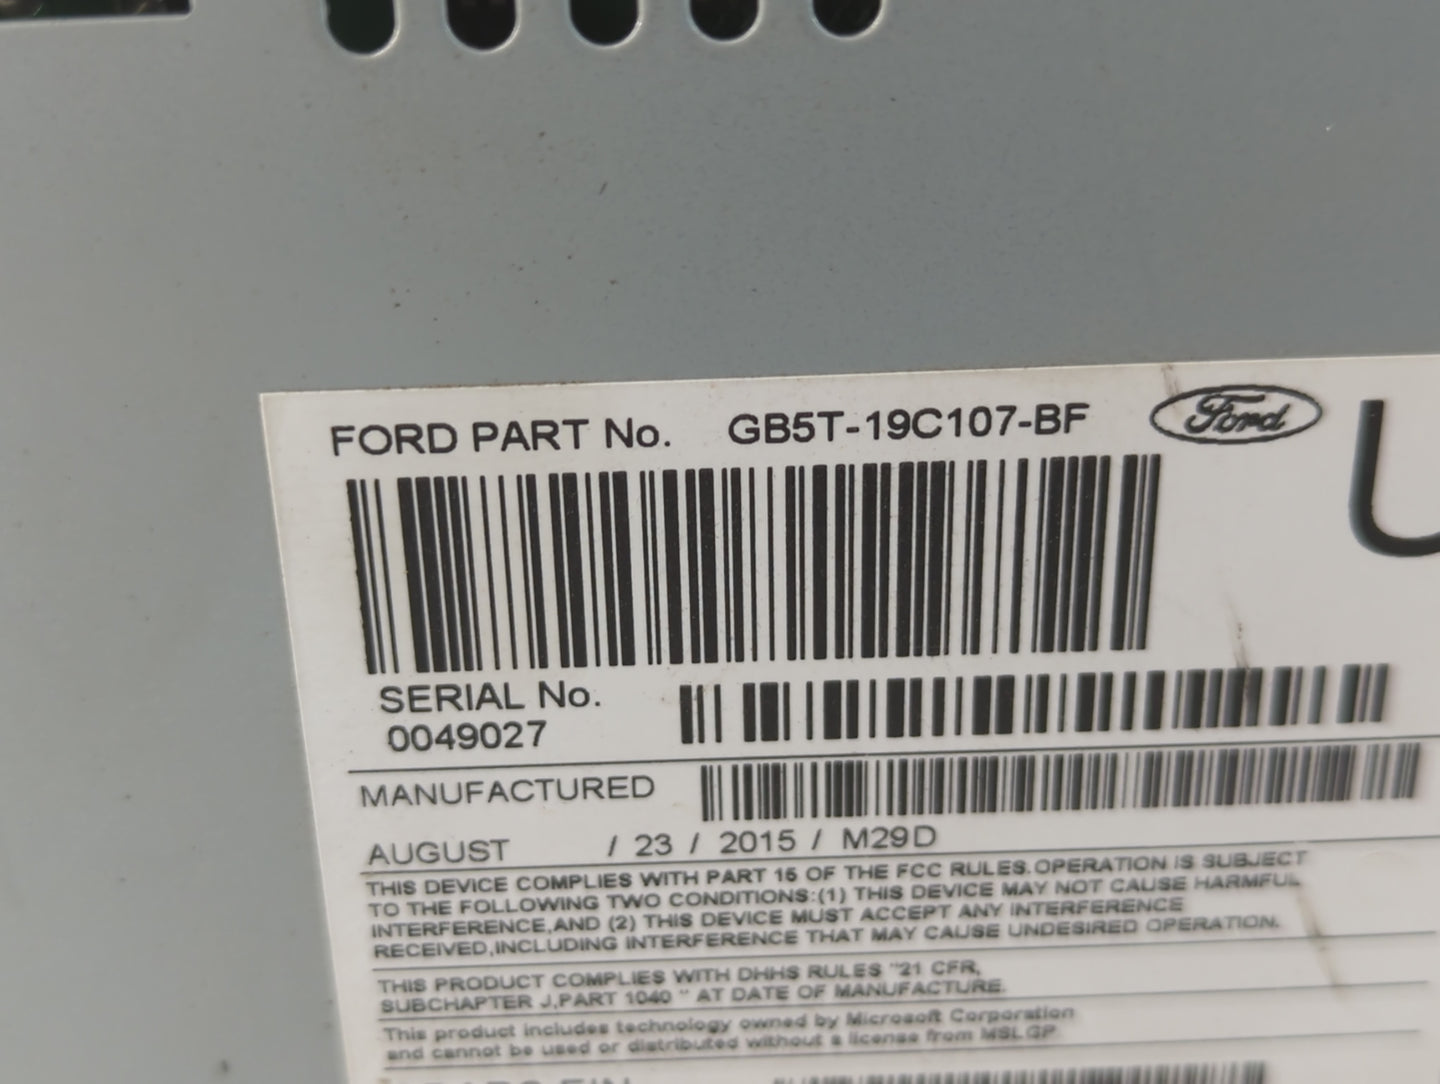 FORD PART No. GB5T-19C107-BF Ford
U
SERIAL No.
0049027
MANUFACTURED
AUGUST / 23 / 2015 / M29D
THIS DEVICE COMPLIES WITH PART 15 OF THE FCC RULES.OPERATION IS SUBJECT
TO THE FOLLOWING TWO CONDITIONS:(1) THIS DEVICE MAY NOT CAUSE HARMFUL
INTERFERENCE,AND (2) THIS DEVICE MUST ACCEPT ANY INTERFERENCE
RECEIVED,INCLUDING INTERFERENCE THAT MAY CAUSE UNDESIRED OPERATION.
THIS PRODUCT COMPLIES WITH DHHS RULES "21 CFR,
SUBCHAPTER J,PART 1040 " AT DATE OF MANUFACTURE.
This product includes technology owned by Microsoft Corporation
and cannot be used or distributed without a license from MSLGP.